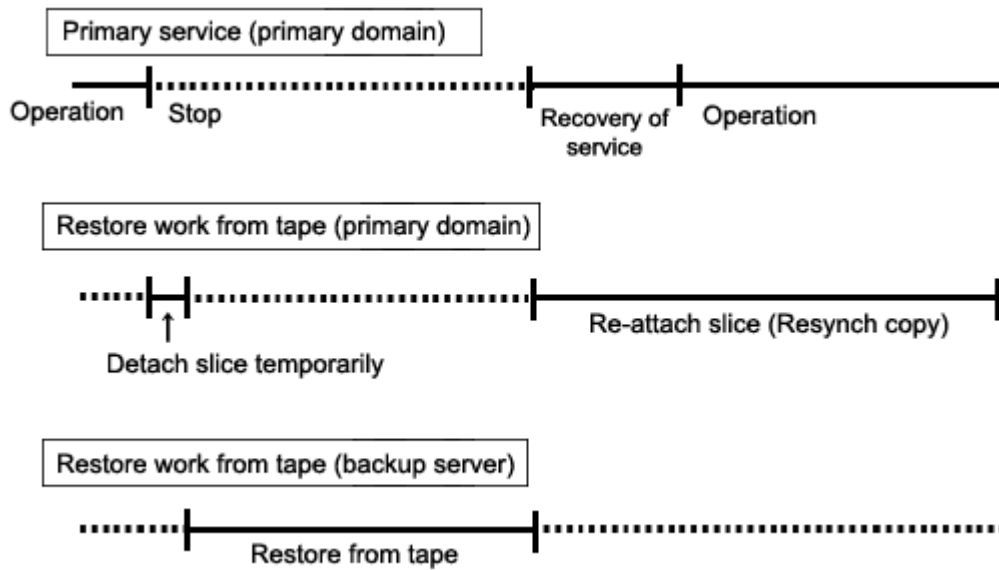 Primary service (primary domain)
Operation
Stop
Recovery of
service
Operation
Restore work from tape (primary domain)
Re-attach slice (Resynch copy)
Detach slice temporarily
Restore work from tape (backup server)
Restore from tape